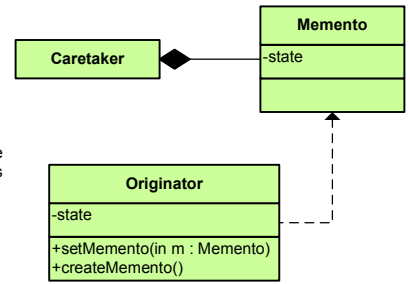 Memento
Caretaker
-state
e
s
Originator
-state
+setMemento(in m : Memento)
+createMemento()